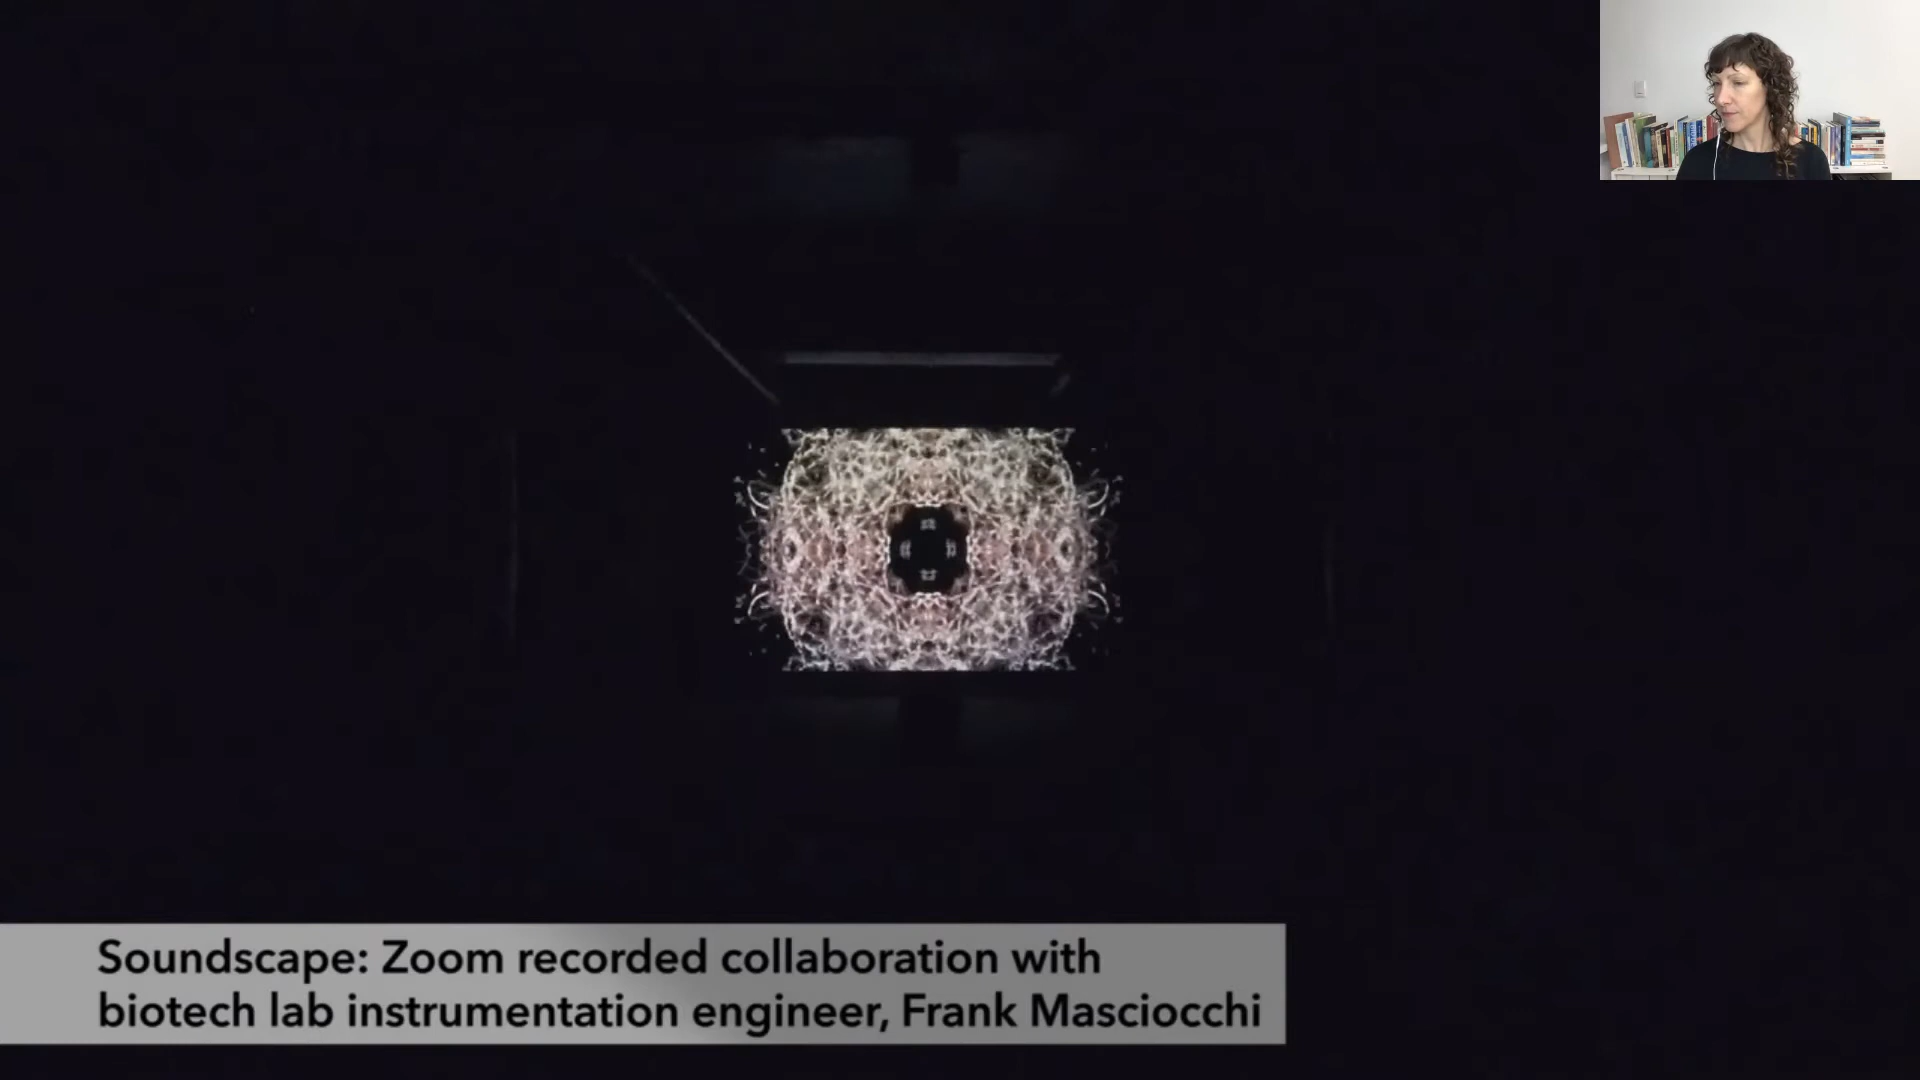 Soundscape: Zoom recorded collaboration with
biotech lab instrumentation engineer, Frank Masciocchi